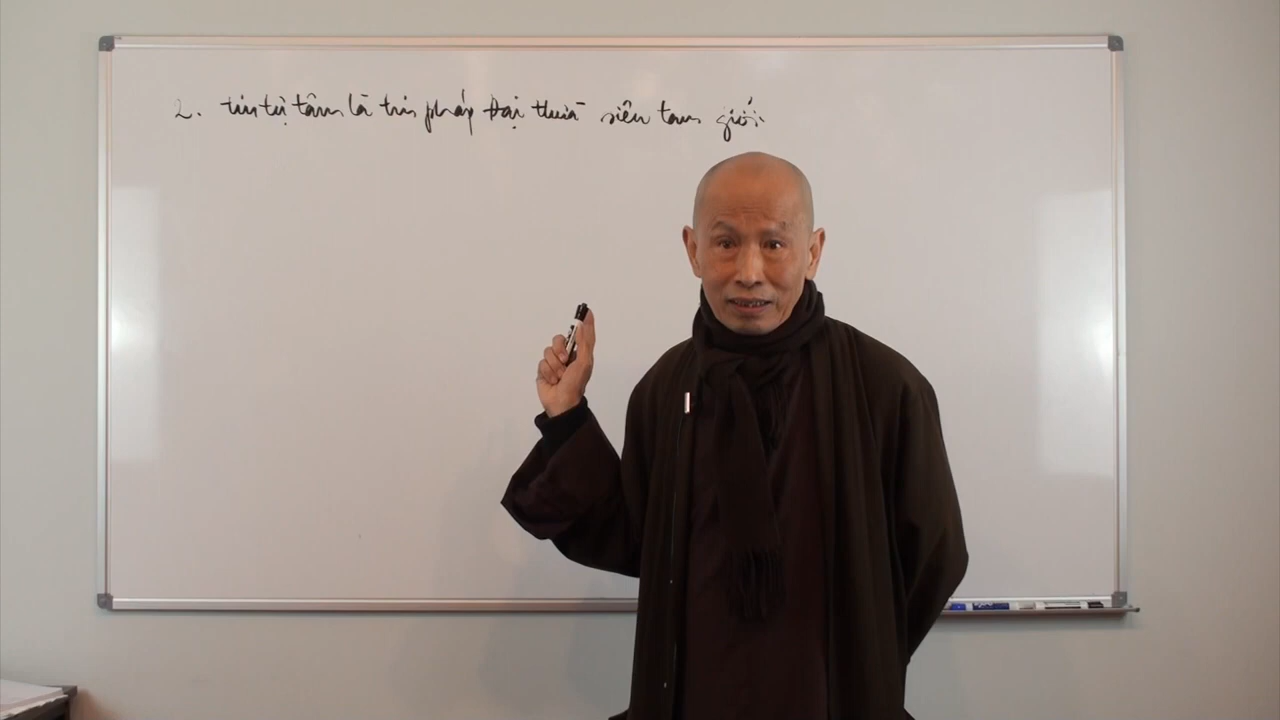 2. tin tự tâm là tin pháp Đại thừa siêu tam giới.